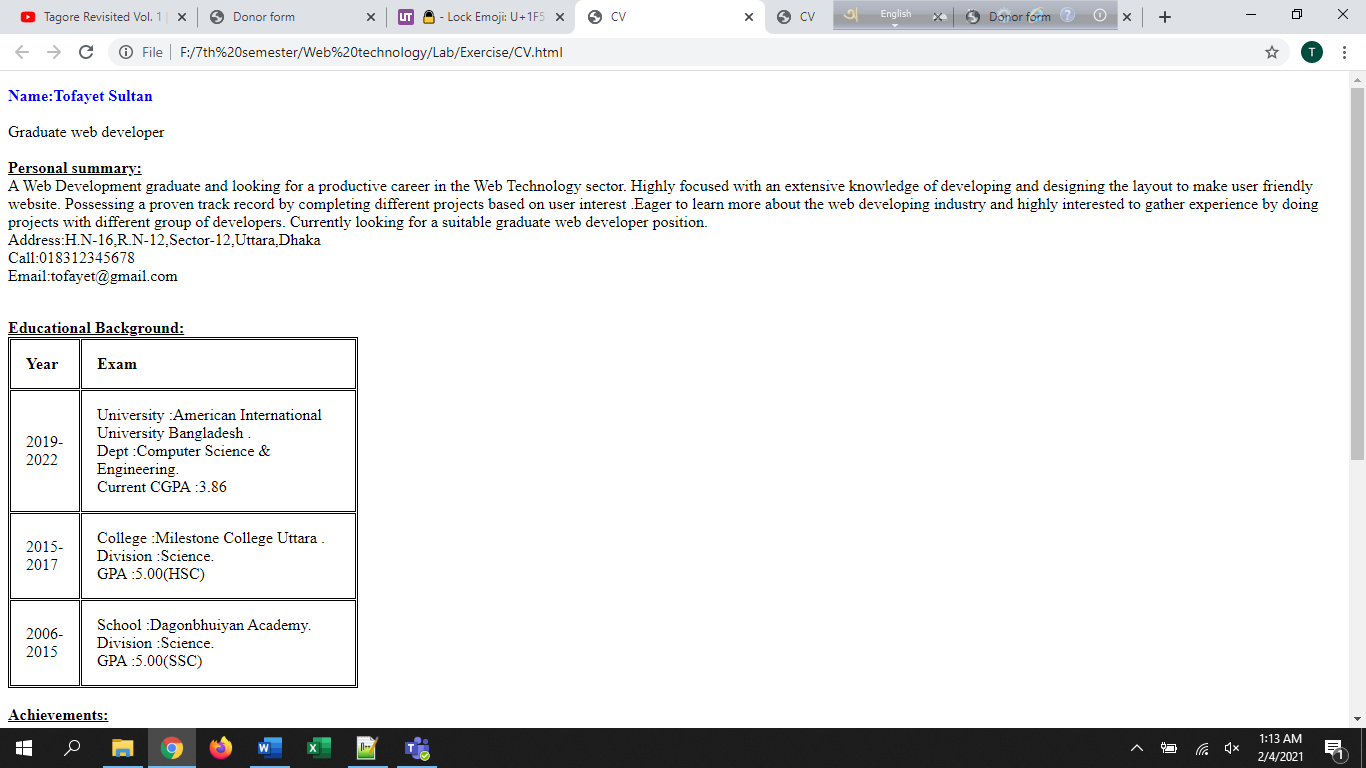 Tagore Revisited Vol. 1 |
Donor form
UT
- Lock Emoji: U+1F5
CV
CV
English
Donor form
File
F:/7th%20semester/Web%20technology/Lab/Exercise/CV.html
T
Name:Tofayet Sultan
Graduate web developer
Personal summary:
A Web Development graduate and looking for a productive career in the Web Technology sector. Highly focused with an extensive knowledge of developing and designing the layout to make user friendly
website. Possessing a proven track record by completing different projects based on user interest .Eager to learn more about the web developing industry and highly interested to gather experience by doing
projects with different group of developers. Currently looking for a suitable graduate web developer position.
Address:H.N-16,R.N-12,Sector-12,Uttara,Dhaka
Call:018312345678
Email:tofayet@gmail.com
Educational Background:
Year
Exam
2019-
2022
University :American International
University Bangladesh .
Dept :Computer Science &
Engineering.
Current CGPA :3.86
2015-
2017
College :Milestone College Uttara .
Division :Science.
GPA :5.00(HSC)
2006-
2015
School :Dagonbhuiyan Academy.
Division :Science.
GPA :5.00(SSC)
Achievements:
1:13 AM
2/4/2021
1